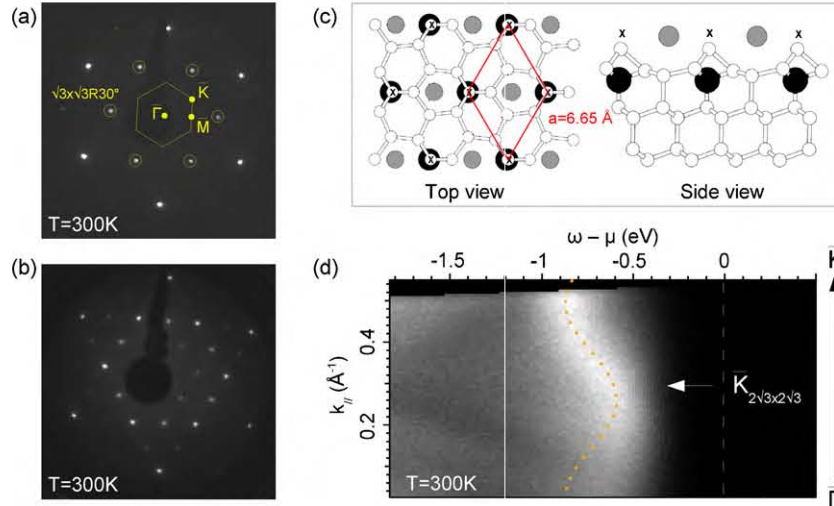 (a)
√3x√3R30°
K̄
Γ̄
M̄
T=300K
(b)
T=300K
(c)
x x x x x x x x
a=6.65 Å
Top view
x x x
Side view
(d)
ω – μ (eV)
-1.5 -1 -0.5 0
k// (Å⁻¹)
0.4
0.2
K̄2√3x2√3
T=300K